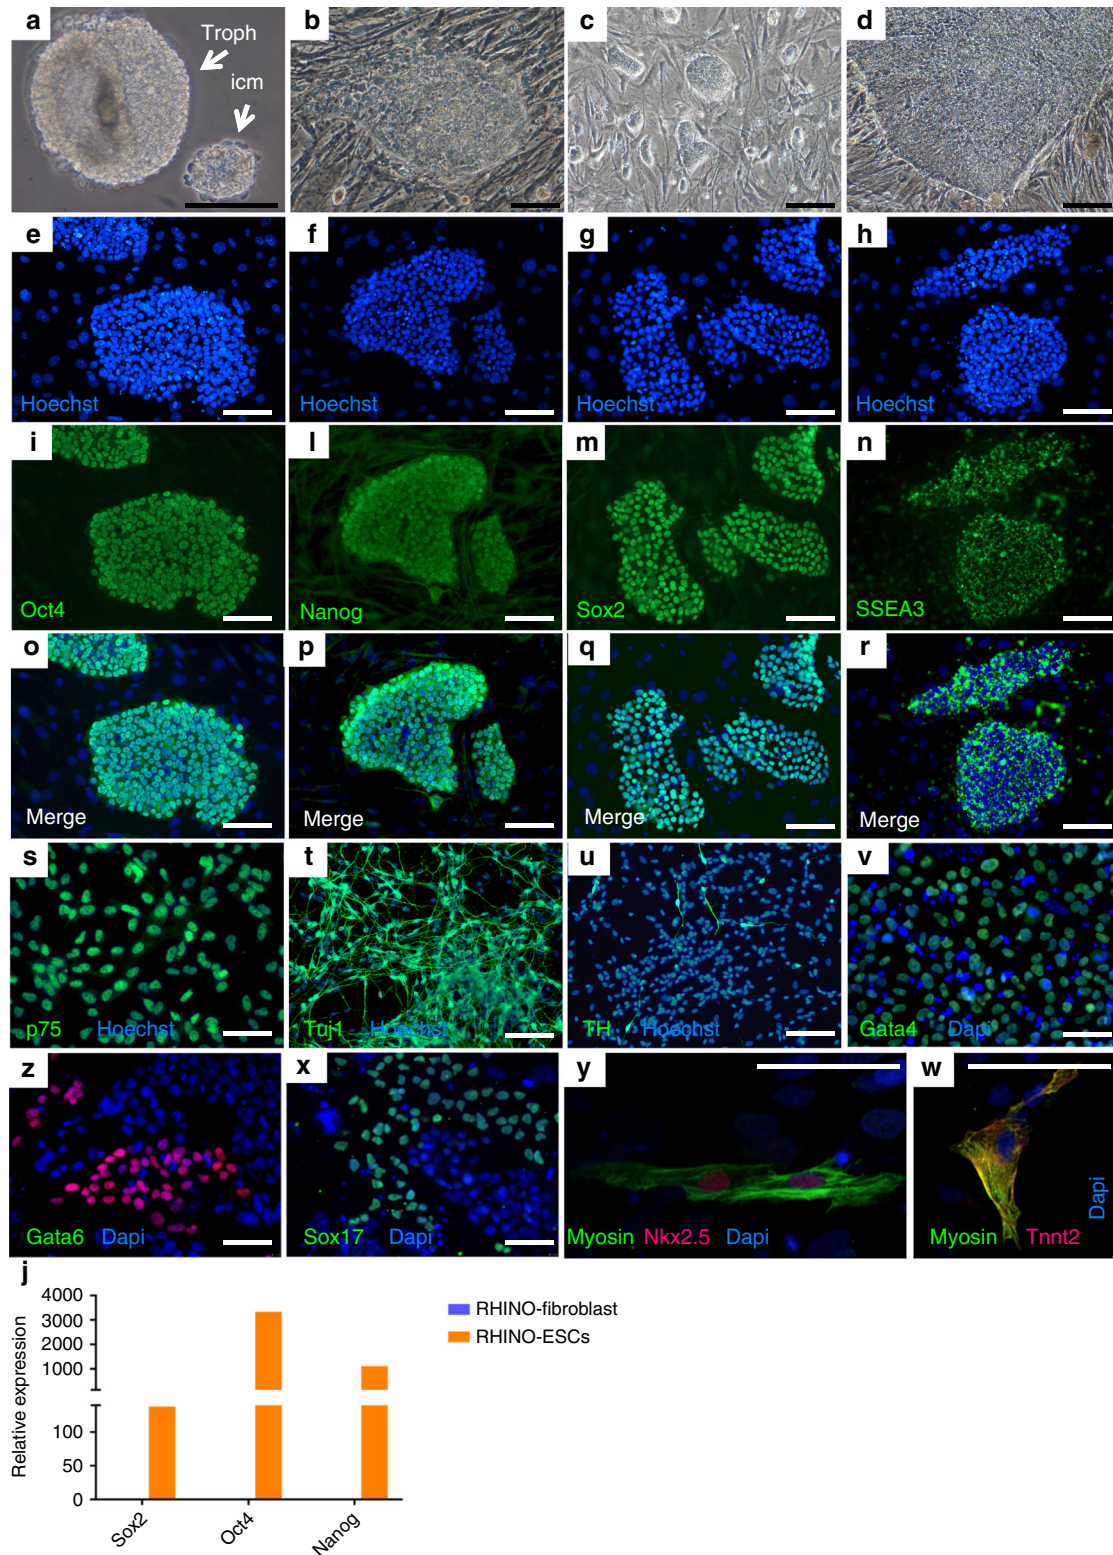 a
Troph
icm
b
c
d
e
Hoechst
f
Hoechst
g
Hoechst
h
Hoechst
i
Oct4
l
Nanog
m
Sox2
n
SSEA3
o
Merge
p
Merge
q
Merge
r
Merge
s
p75 Hoechst
t
Tuj1 Hoechst
u
TH Hoechst
v
Gata4 Dapi
z
Gata6 Dapi
x
Sox17 Dapi
y
Myosin Nkx2.5 Dapi
w
Myosin Tnnt2
Dapi
j
Relative expression
4000
3000
2000
1000
100
50
0
Sox2
Oct4
Nanog
RHINO-fibroblast
RHINO-ESCs